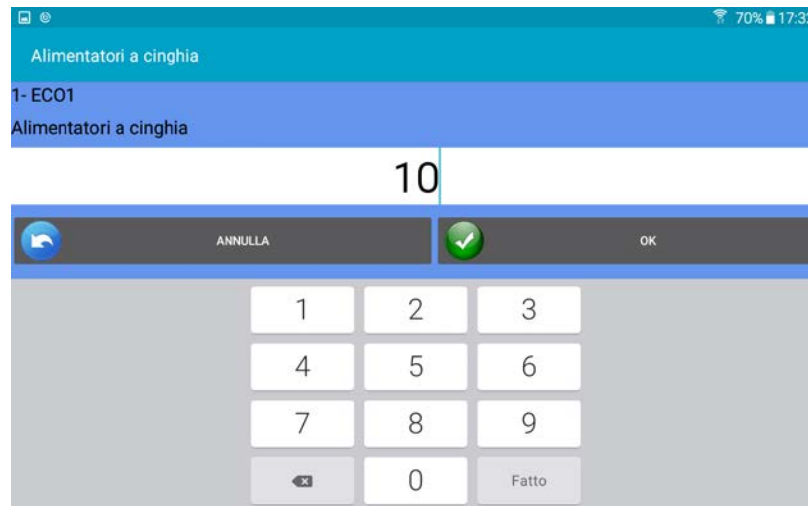 70% 17:32
Alimentatori a cinghia
1- ECO1
Alimentatori a cinghia
10
ANNULLA OK
1 2 3
4 5 6
7 8 9
0 Fatto